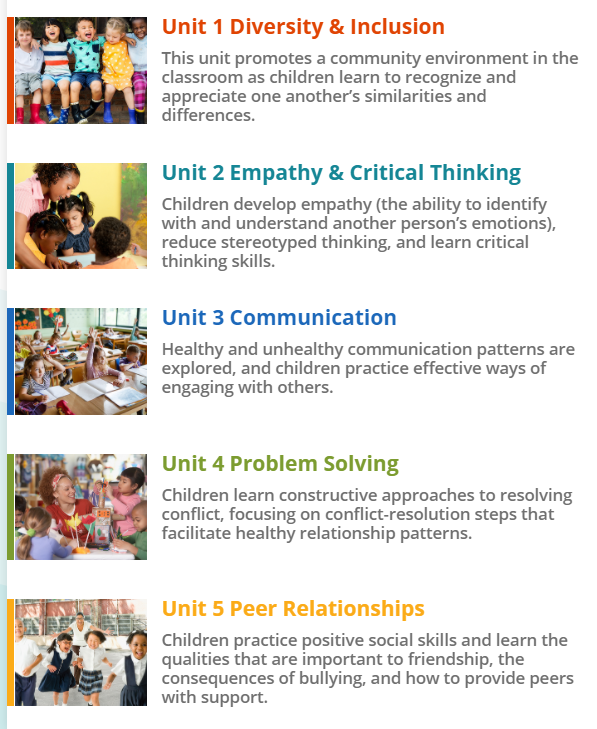 Unit 1 Diversity & Inclusion
This unit promotes a community environment in the
classroom as children learn to recognize and
appreciate one another’s similarities and
differences.
Unit 2 Empathy & Critical Thinking
Children develop empathy (the ability to identify
with and understand another person’s emotions),
reduce stereotyped thinking, and learn critical
thinking skills.
Unit 3 Communication
Healthy and unhealthy communication patterns are
explored, and children practice effective ways of
engaging with others.
Unit 4 Problem Solving
Children learn constructive approaches to resolving
conflict, focusing on conflict-resolution steps that
facilitate healthy relationship patterns.
Unit 5 Peer Relationships
Children practice positive social skills and learn the
qualities that are important to friendship, the
consequences of bullying, and how to provide peers
with support.